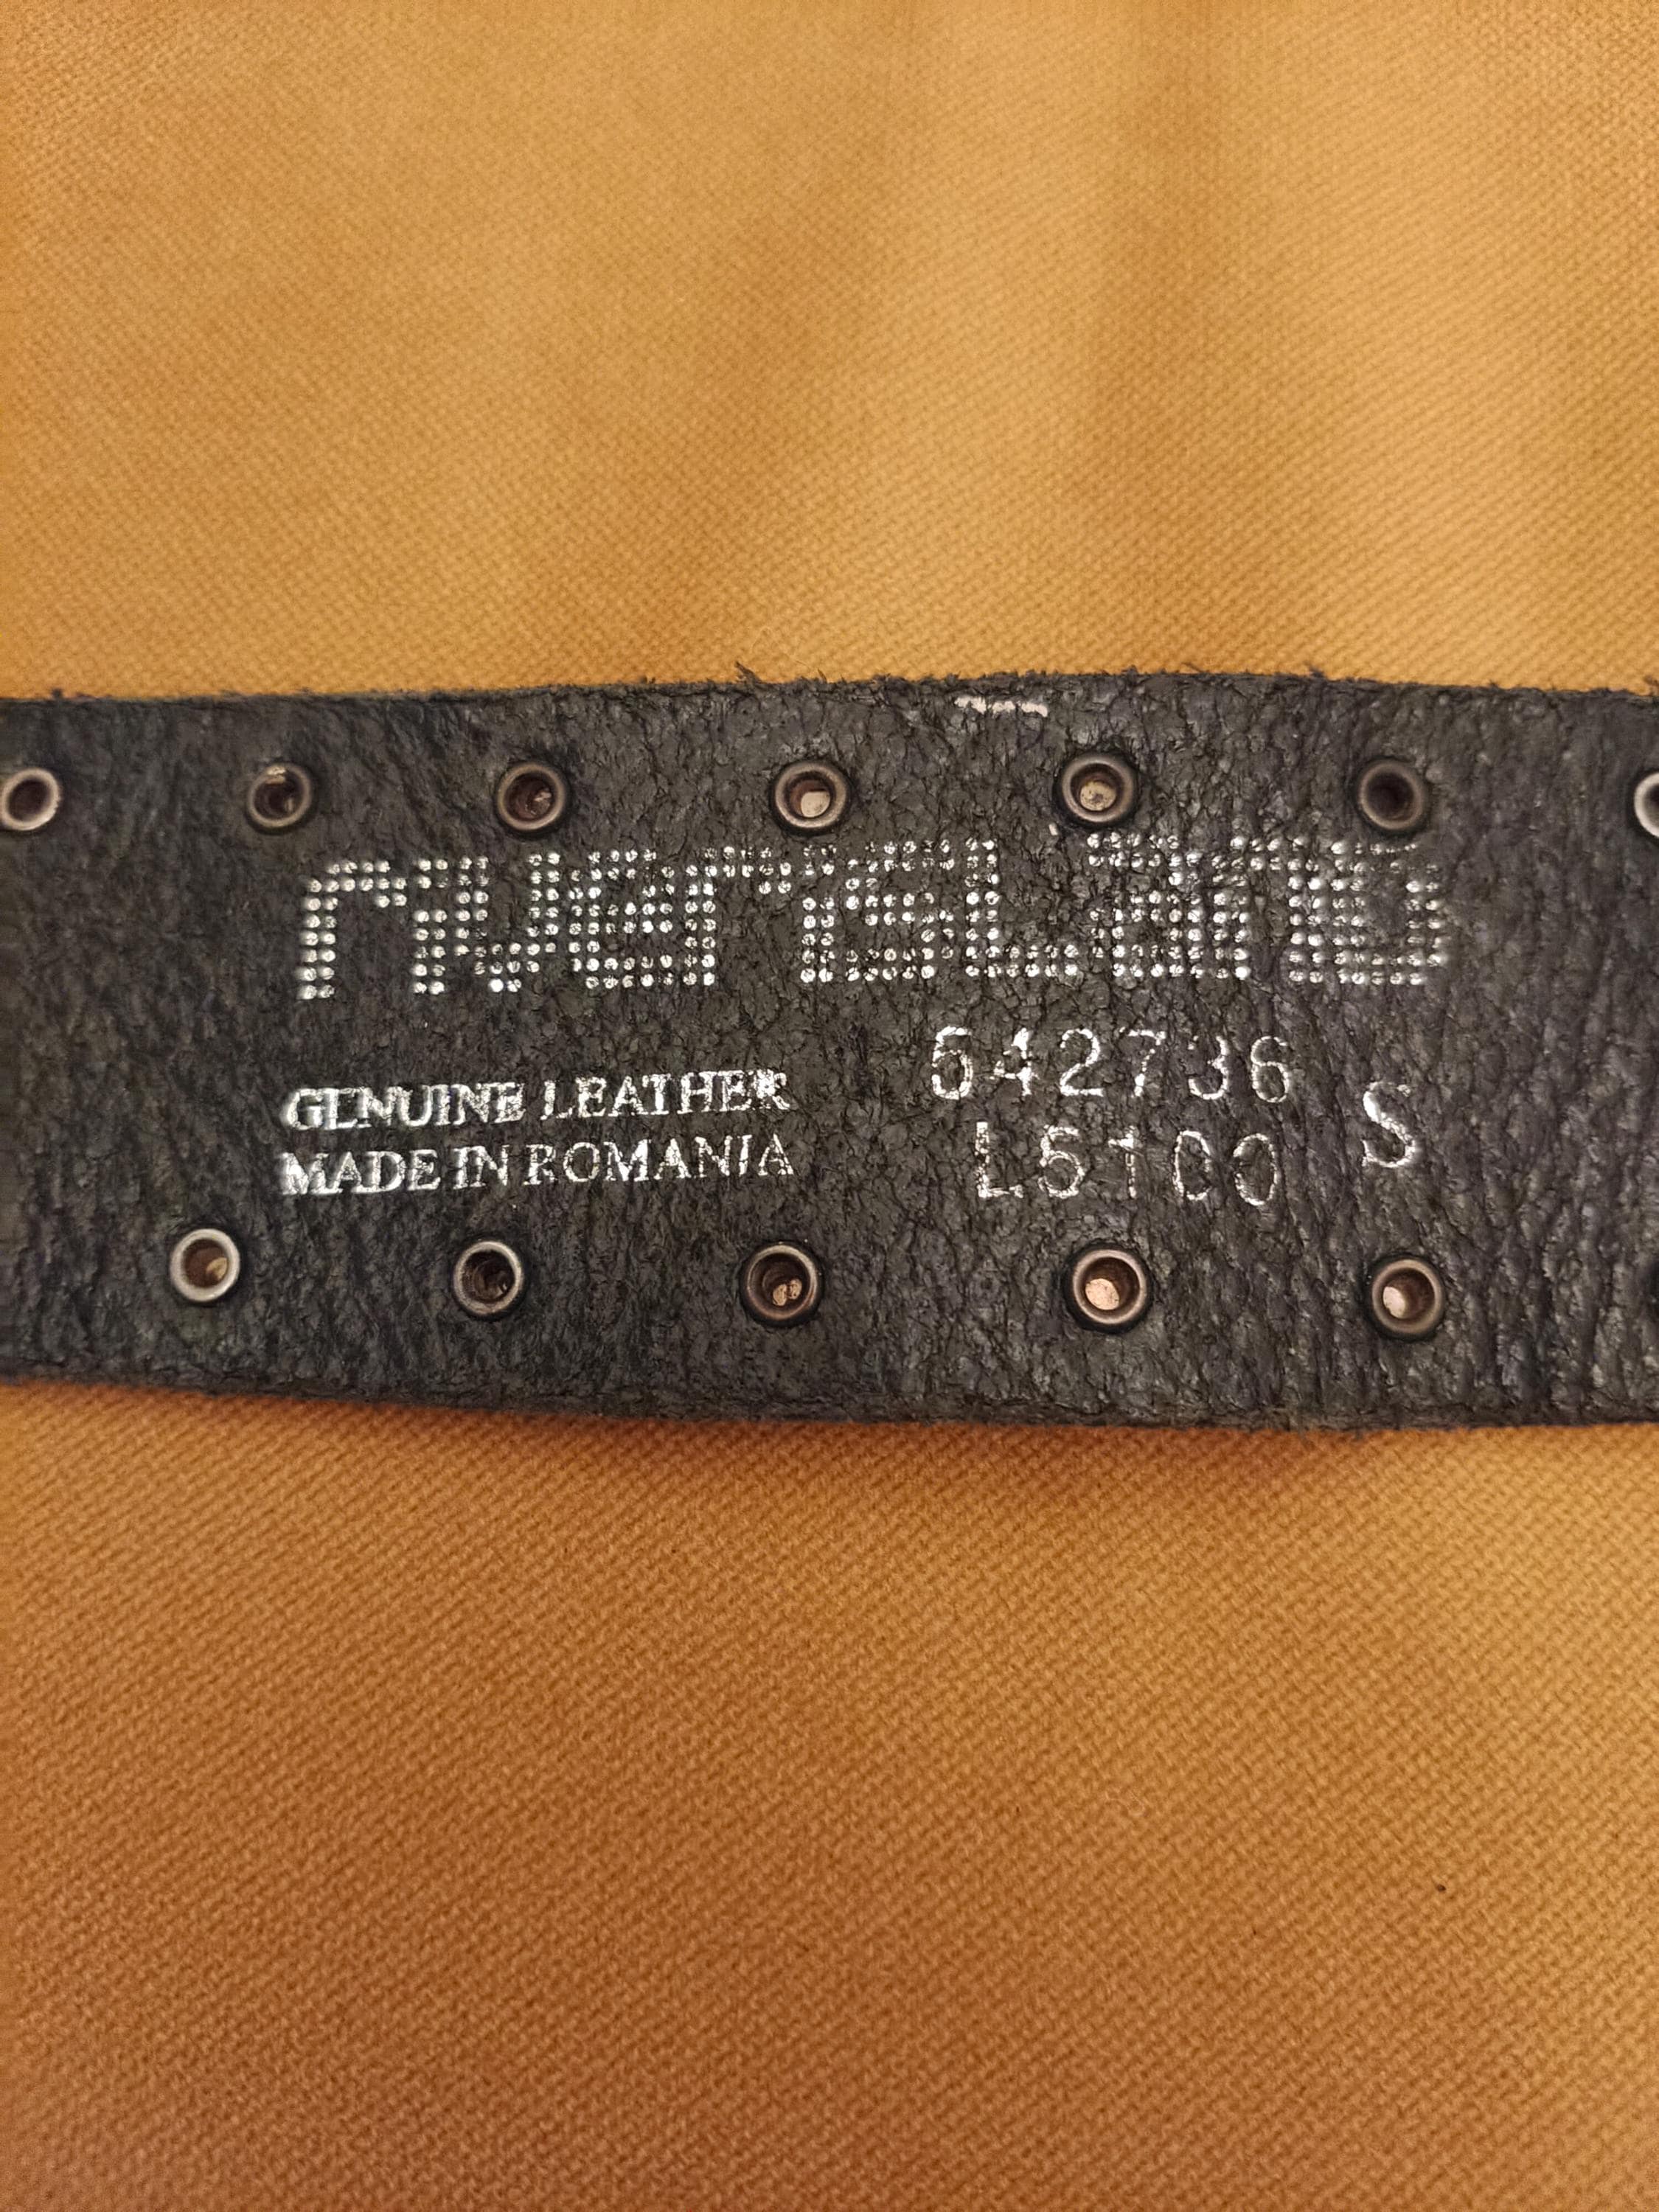 river island
GENUINE LEATHER
MADE IN ROMANIA
542736
L5100
S